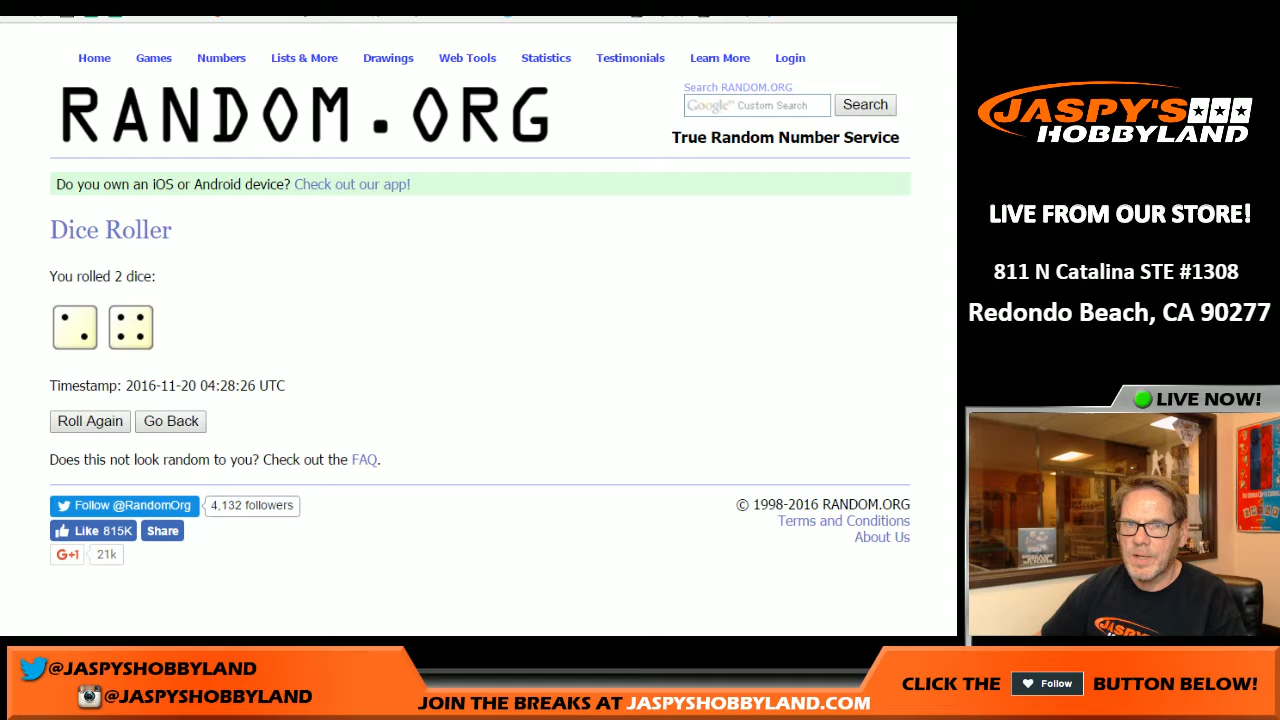 Home Games Numbers Lists & More Drawings Web Tools Statistics Testimonials Learn More Login
RANDOM.ORG
Search RANDOM.ORG
Google™ Custom Search Search
True Random Number Service
Do you own an iOS or Android device? Check out our app!
Dice Roller
You rolled 2 dice:
Timestamp: 2016-11-20 04:28:26 UTC
Roll Again Go Back
Does this not look random to you? Check out the FAQ.
Follow @RandomOrg 4,132 followers
Like 815K Share
G+1 21k
© 1998-2016 RANDOM.ORG
Terms and Conditions
About Us
JASPY'S
HOBBYLAND
LIVE FROM OUR STORE!
811 N Catalina STE #1308
Redondo Beach, CA 90277
LIVE NOW!
JASPY'S
@JASPYSHOBBYLAND
@JASPYSHOBBYLAND
JOIN THE BREAKS AT JASPYSHOBBYLAND.COM
CLICK THE Follow BUTTON BELOW!